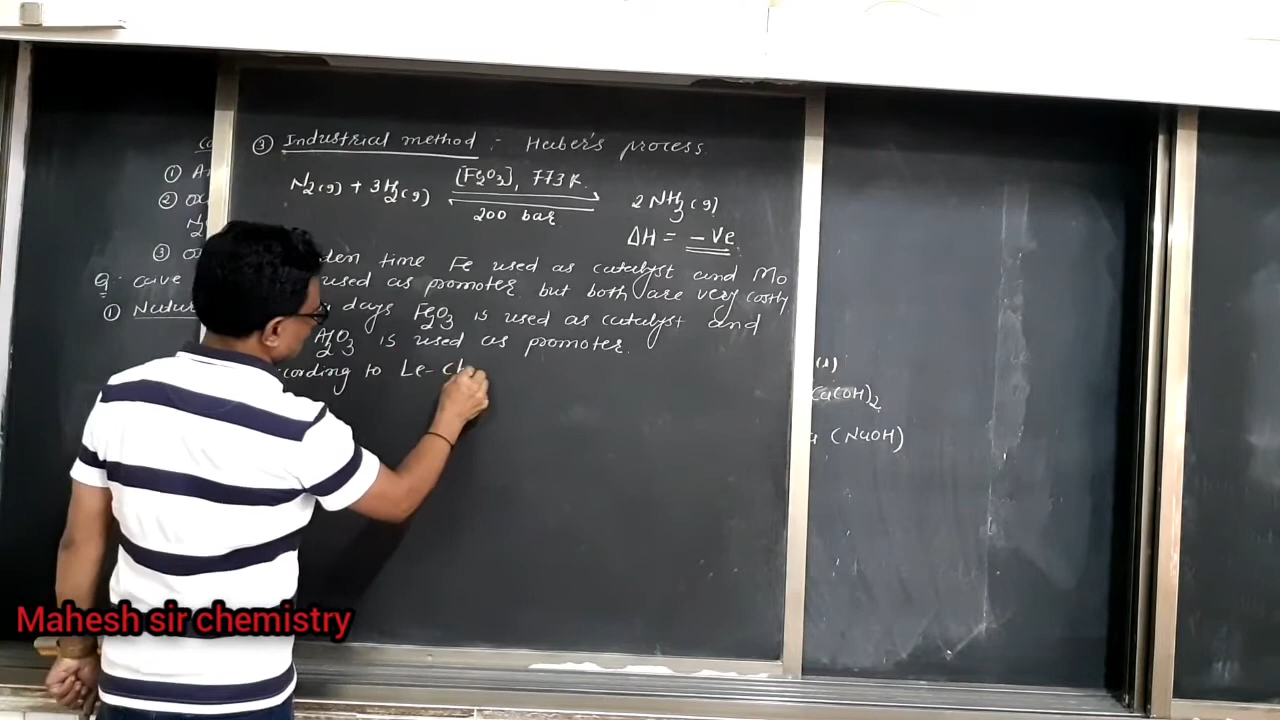 ③ Industrial method :- Haber's process.
N₂(g) + 3H₂(g) [Fe₂O₃], 773K. 200 bar 2NH₃(g)
ΔH = -Ve
den time Fe used as catalyst and Mo
used as promoter. but both are very costly.
days Fe₂O₃ is used as catalyst and
Al₂O₃ is used as promoter.
cording to Le-Ch
①
②
N₂
③
Q.
① Natur
Ca(OH)₂
(NaOH)
Mahesh sir chemistry